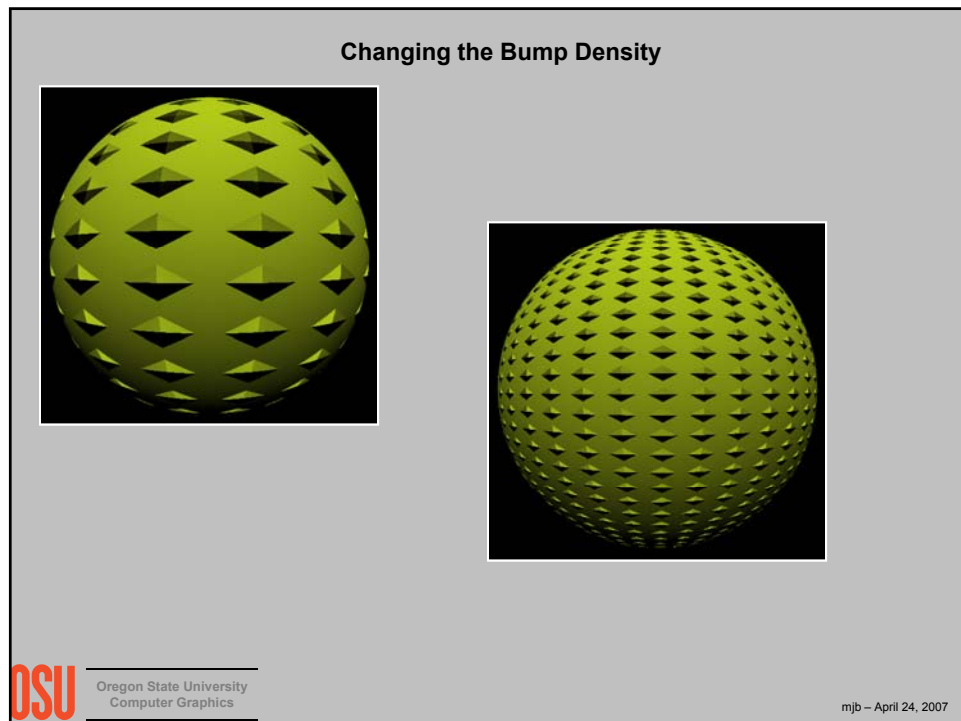 Changing the Bump Density
OSU
Oregon State University
Computer Graphics
mjb – April 24, 2007